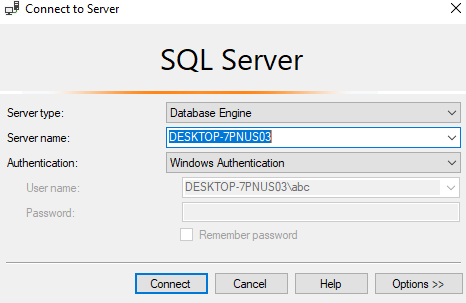 Connect to Server
SQL Server
Server type: Database Engine
Server name: DESKTOP-7PNUS03
Authentication: Windows Authentication
User name: DESKTOP-7PNUS03\abc
Password:
Remember password
Connect Cancel Help Options >>